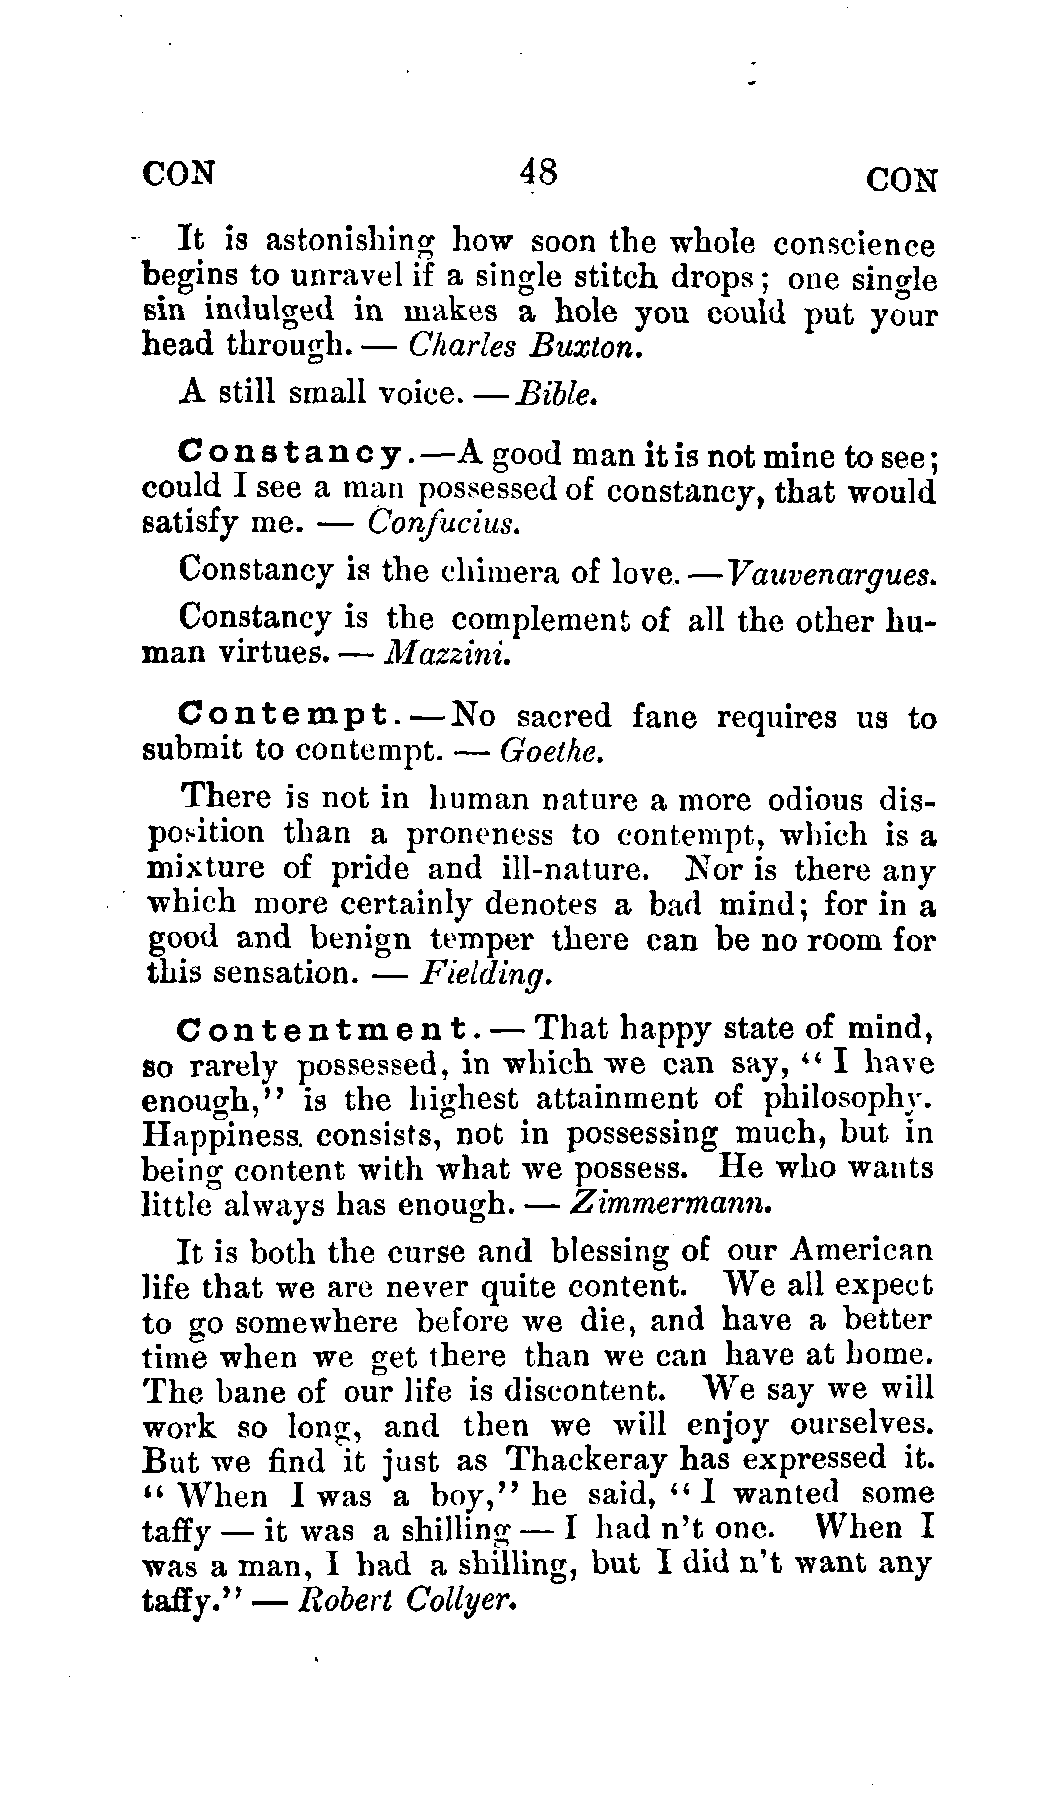 CON 48 CON
It is astonishing how soon the whole conscience
begins to unravel if a single stitch drops; one single
sin indulged in makes a hole you could put your
head through. — Charles Buxton.
A still small voice. — Bible.
Constancy.—A good man it is not mine to see;
could I see a man possessed of constancy, that would
satisfy me. — Confucius.
Constancy is the chimera of love. — Vauvenargues.
Constancy is the complement of all the other hu-
man virtues. — Mazzini.
Contempt. — No sacred fane requires us to
submit to contempt. — Goethe.
There is not in human nature a more odious dis-
position than a proneness to contempt, which is a
mixture of pride and ill-nature. Nor is there any
which more certainly denotes a bad mind; for in a
good and benign temper there can be no room for
this sensation. — Fielding.
Contentment. — That happy state of mind,
so rarely possessed, in which we can say, "I have
enough," is the highest attainment of philosophy.
Happiness. consists, not in possessing much, but in
being content with what we possess. He who wants
little always has enough. — Zimmermann.
It is both the curse and blessing of our American
life that we are never quite content. We all expect
to go somewhere before we die, and have a better
time when we get there than we can have at home.
The bane of our life is discontent. We say we will
work so long, and then we will enjoy ourselves.
But we find it just as Thackeray has expressed it.
"When I was a boy," he said, "I wanted some
taffy — it was a shilling — I had n't one. When I
was a man, I had a shilling, but I did n't want any
taffy." — Robert Collyer.